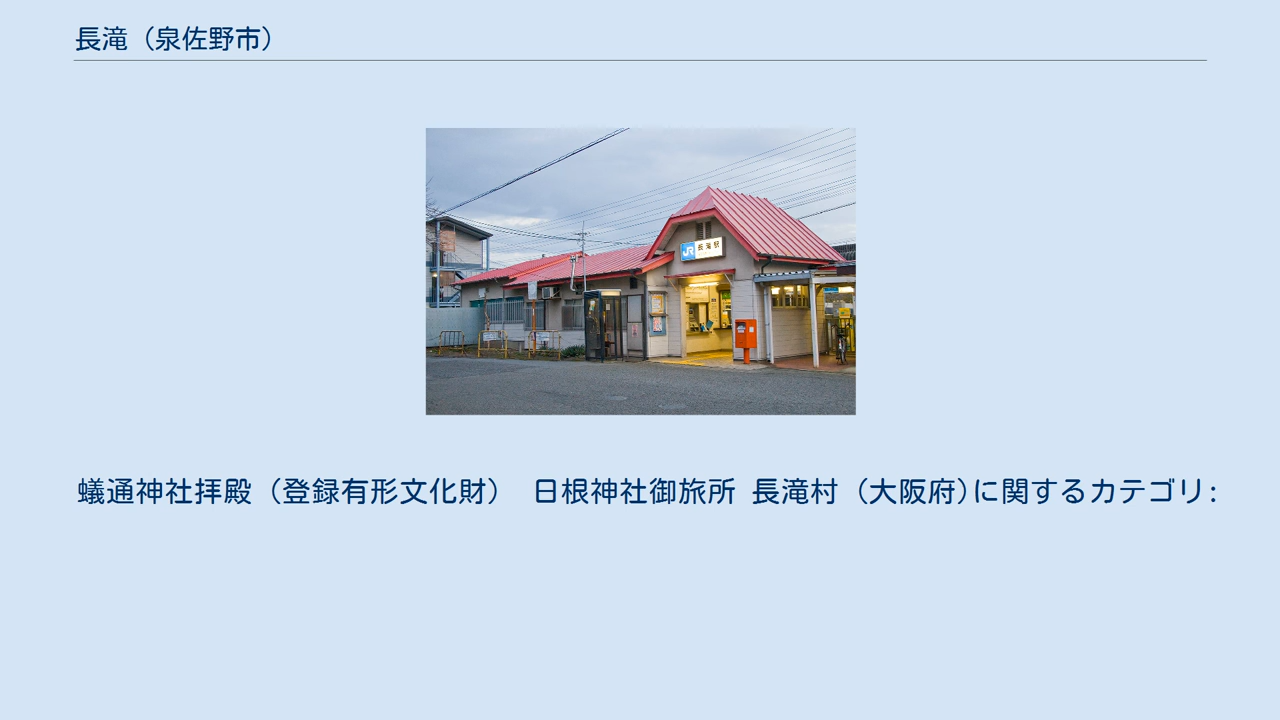 長滝（泉佐野市）
JR 長滝駅
蟻通神社拝殿（登録有形文化財） 日根神社御旅所 長滝村（大阪府)に関するカテゴリ: